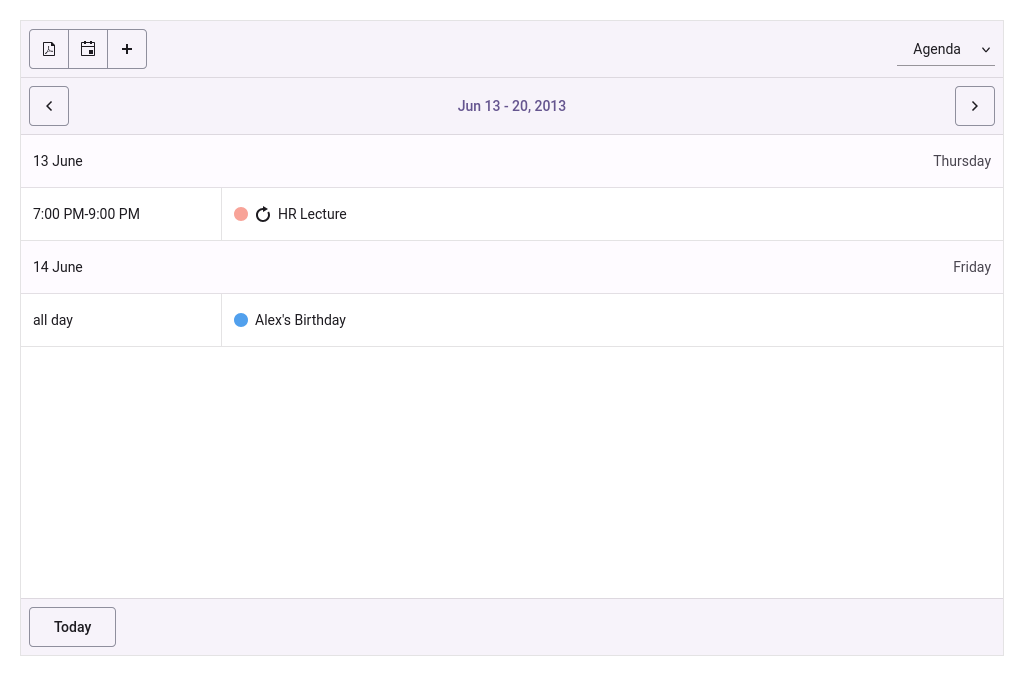 Agenda
Jun 13 - 20, 2013
13 June Thursday
7:00 PM-9:00 PM HR Lecture
14 June Friday
all day Alex's Birthday
Today